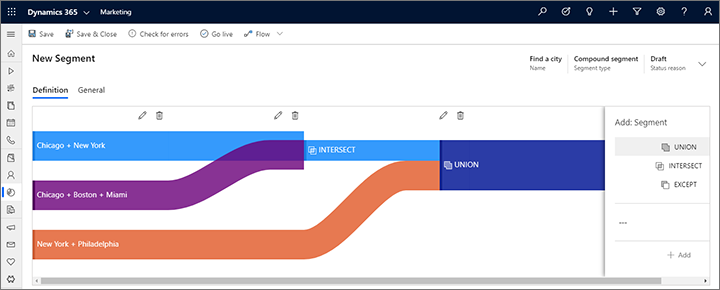 Dynamics 365 Marketing
Save Save & Close Check for errors Go live Flow
New Segment
Find a city Compound segment Draft
Name Segment type Status reason
Definition General
Add: Segment
Chicago + New York
INTERSECT
UNION
UNION
INTERSECT
EXCEPT
Chicago + Boston + Miami
New York + Philadelphia
---
+ Add